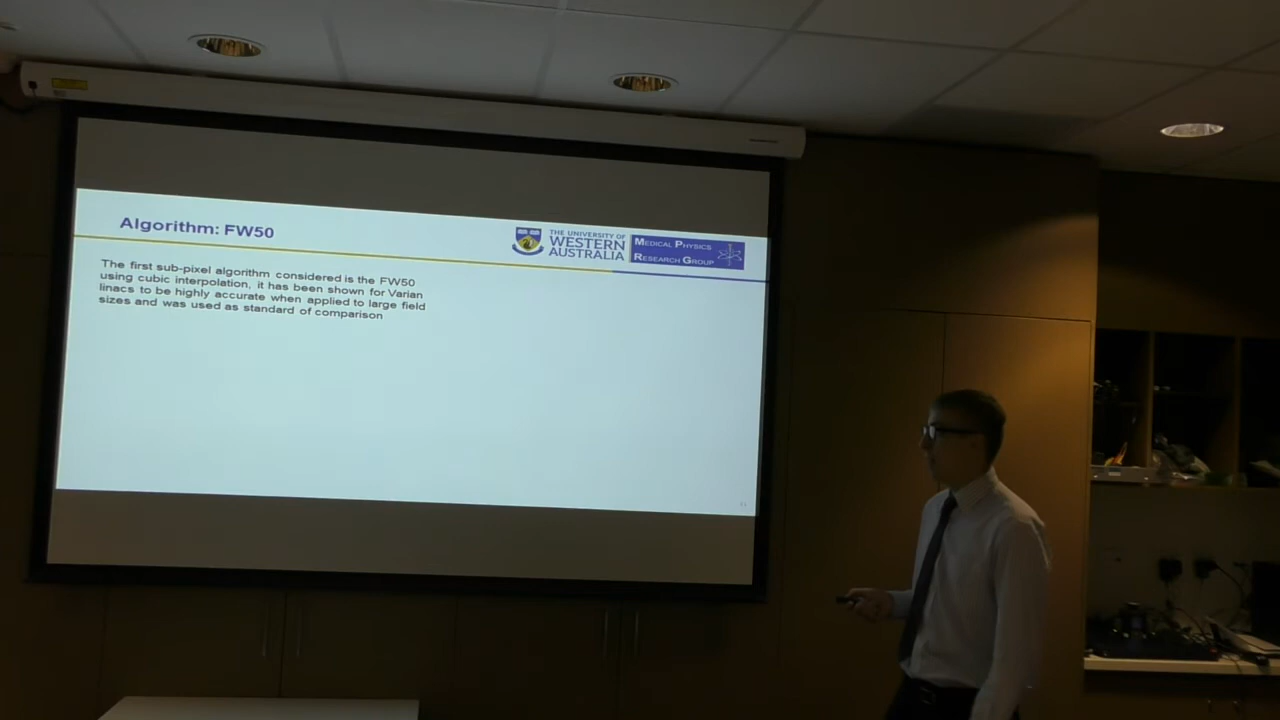 Algorithm: FW50
THE UNIVERSITY OF
WESTERN
AUSTRALIA
MEDICAL PHYSICS
RESEARCH GROUP
The first sub-pixel algorithm considered is the FW50
using cubic interpolation, it has been shown for Varian
linacs to be highly accurate when applied to large field
sizes and was used as standard of comparison